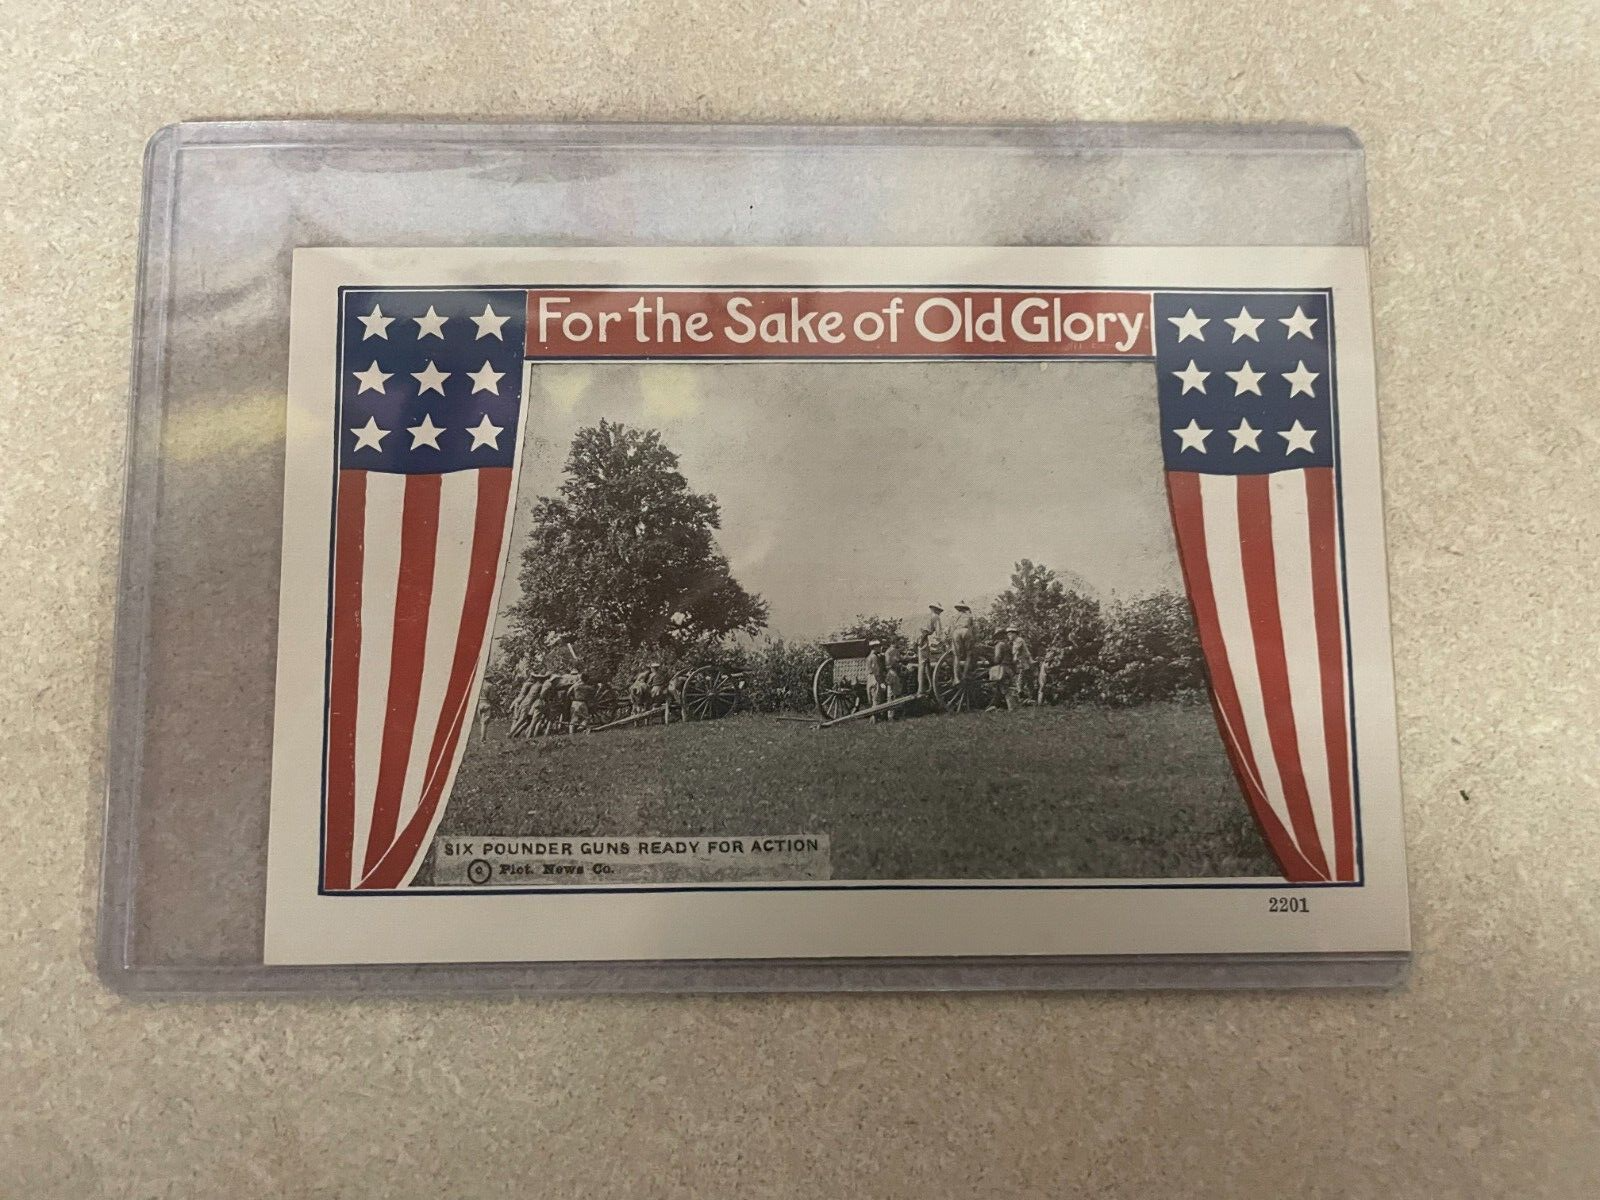 For the Sake of Old Glory
SIX POUNDER GUNS READY FOR ACTION
© Pict. News Co.
2201